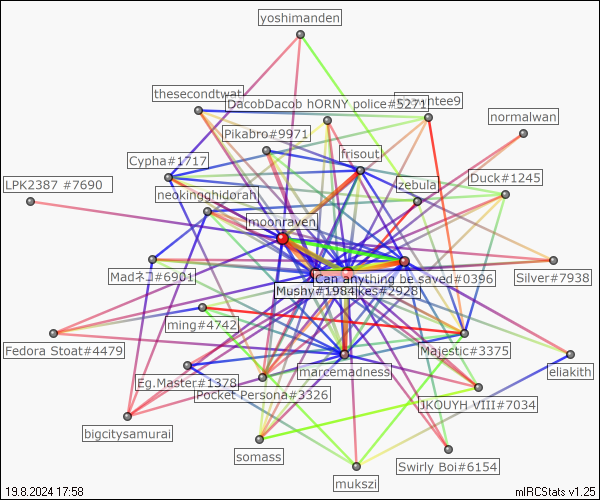 yoshimanden
thesecondtwat
DacobDacob hORNY police#5271
ntee9
normalwan
Pikabro#9971
Cypha#1717
frisout
LPK2387 #7690
neokingghidorah
zebula
Duck#1245
moonraven
Madネコ#6901
Can anything be saved#0396
Silver#7938
Mushy#1984
kes#2928
ming#4742
Fedora Stoat#4479
Majestic#3375
marcemadness
eliakith
Eg.Master#1378
Pocket Persona#3326
JKOUYH VIII#7034
bigcitysamurai
somass
Swirly Boi#6154
mukszi
19.8.2024 17:58
mIRCStats v1.25